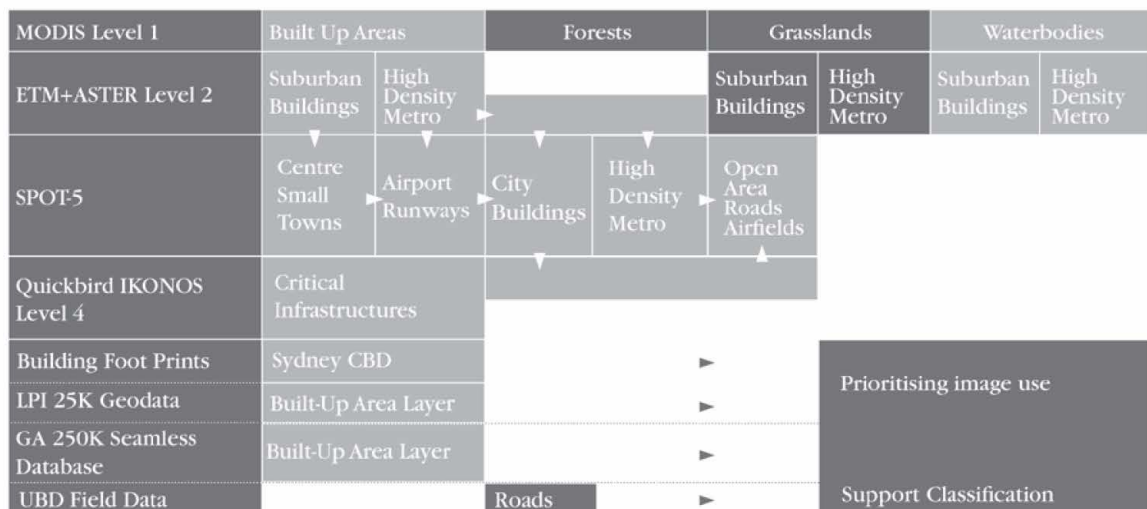 MODIS Level 1
Built Up Areas
Forests
Grasslands
Waterbodies
ETM+ASTER Level 2
Suburban
Buildings
High
Density
Metro
Suburban
Buildings
High
Density
Metro
Suburban
Buildings
High
Density
Metro
SPOT-5
Centre
Small
Towns
Airport
Runways
City
Buildings
High
Density
Metro
Open
Area
Roads
Airfields
Quickbird IKONOS
Level 4
Critical
Infrastructures
Building Foot Prints
Sydney CBD
Prioritising image use
LPI 25K Geodata
Built-Up Area Layer
GA 250K Seamless
Database
Built-Up Area Layer
UBD Field Data
Roads
Support Classification